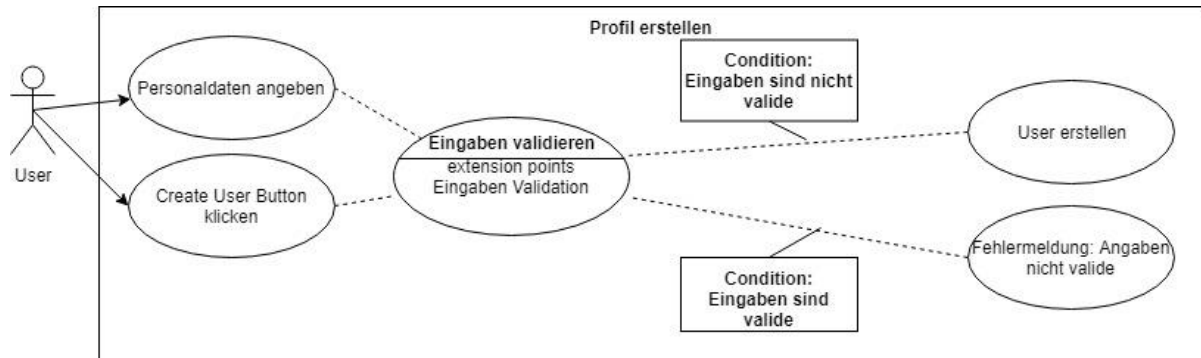 Profil erstellen
Condition:
Eingaben sind nicht
valide
Personaldaten angeben
User erstellen
Eingaben validieren
extension points
Eingaben Validation
User
Create User Button
klicken
Fehlermeldung: Angaben
nicht valide
Condition:
Eingaben sind
valide